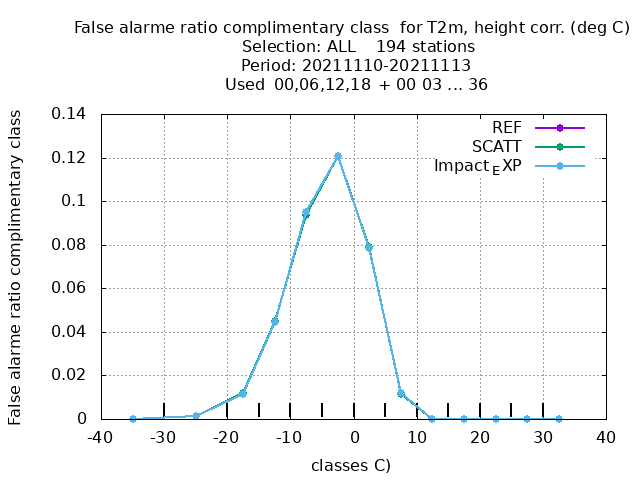 False alarme ratio complimentary class  for T2m, height corr. (deg C)
Selection: ALL    194 stations
Period: 20211110-20211113
Used  00,06,12,18  + 00 03 ... 36
False alarme ratio complimentary class
0.14
0.12
0.1
0.08
0.06
0.04
0.02
0
REF
SCATT
Impact_EXP
-40 -30 -20 -10 0 10 20 30 40
classes C)